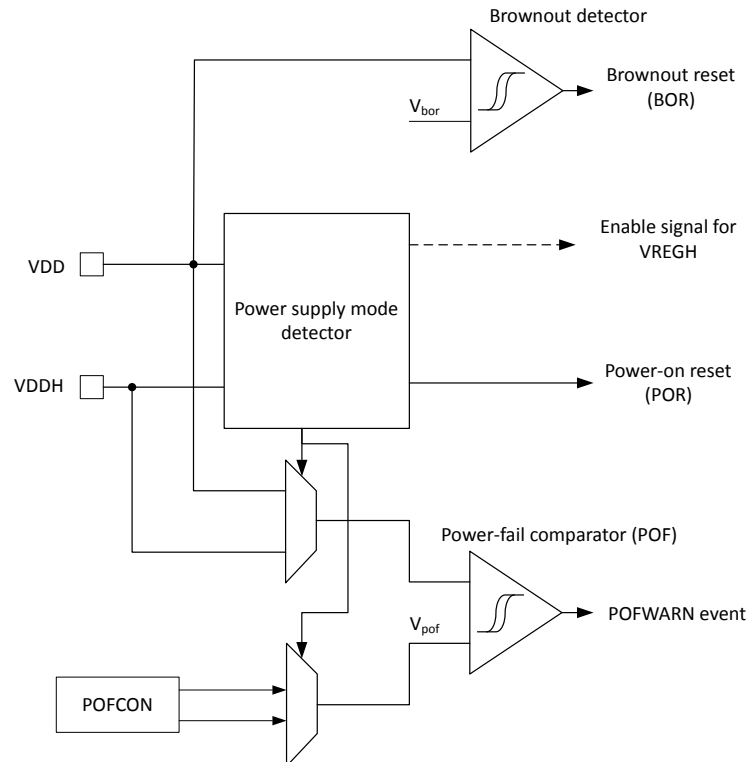 Brownout detector
Brownout reset
(BOR)
Vbor
Enable signal for
VREGH
VDD
Power supply mode
detector
VDDH
Power-on reset
(POR)
Power-fail comparator (POF)
Vpof
POFWARN event
POFCON